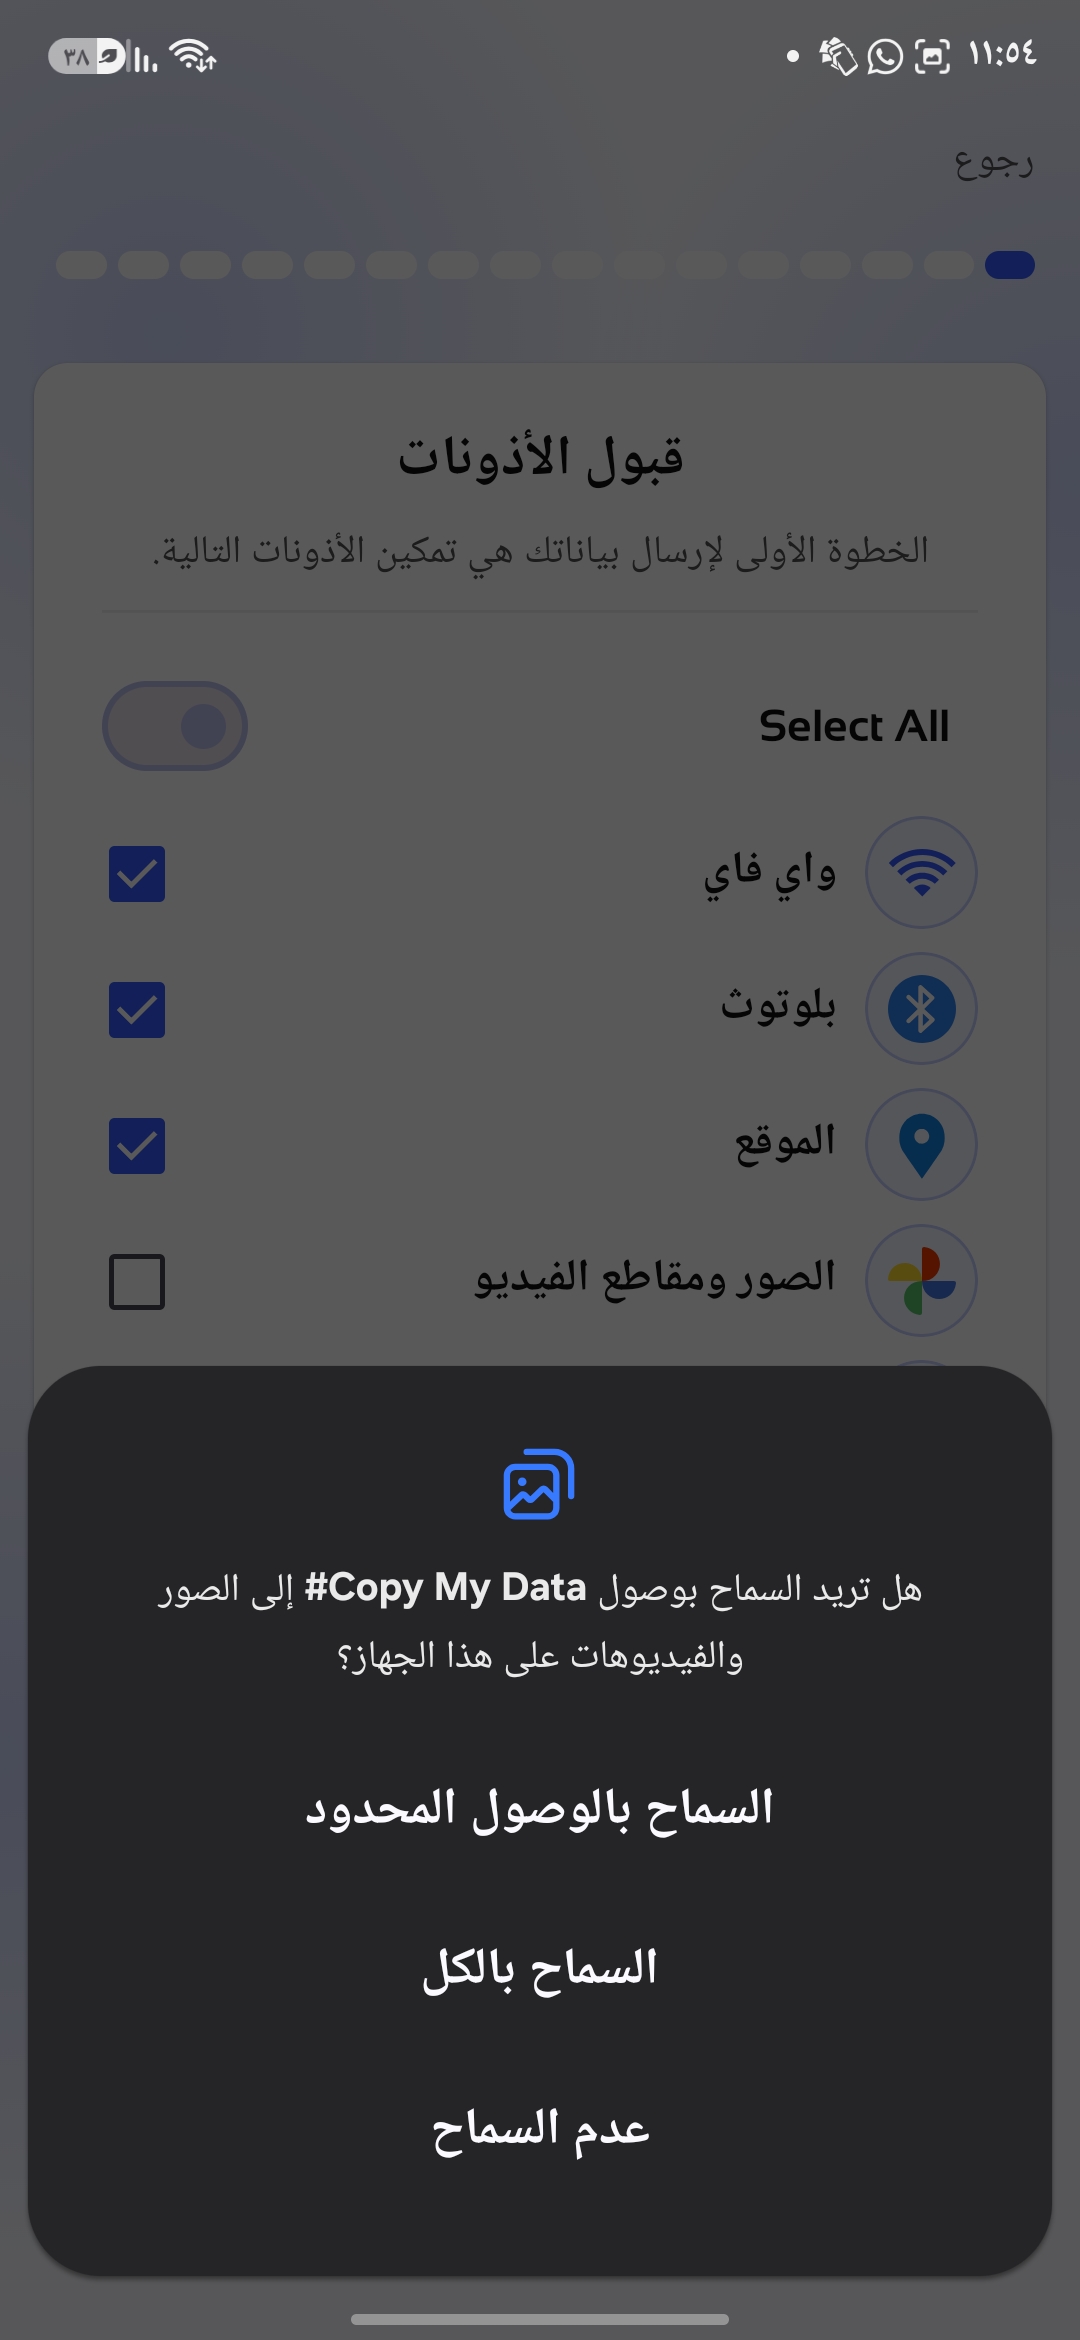 ١١:٥٤
٣٨
رجوع
قبول الأذونات
الخطوة الأولى لإرسال بياناتك هي تمكين الأذونات التالية.
Select All
واي فاي
بلوتوث
الموقع
الصور ومقاطع الفيديو
هل تريد السماح بوصول Copy My Data# إلى الصور
والفيديوهات على هذا الجهاز؟
السماح بالوصول المحدود
السماح بالكل
عدم السماح